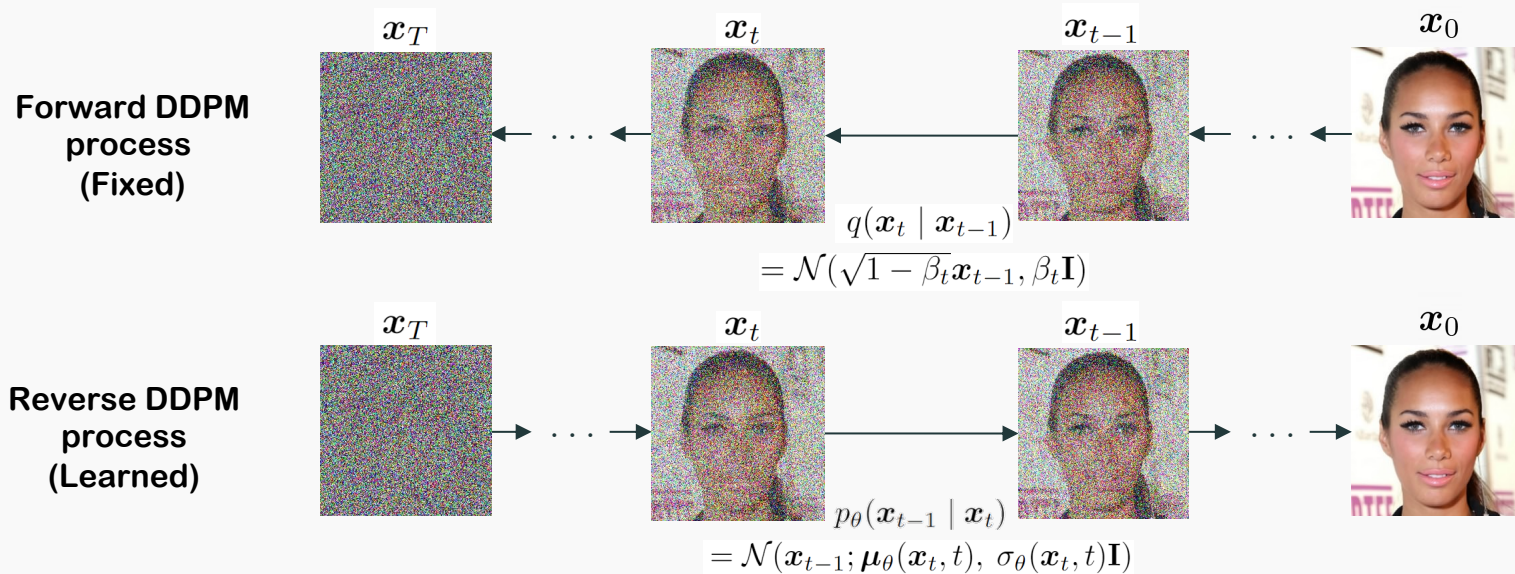 x_T x_t x_{t-1} x_0
Forward DDPM
process
(Fixed)
. . . . . .
q(x_t | x_{t-1})
= N(√(1 − β_t) x_{t-1}, β_t I)
x_T x_t x_{t-1} x_0
Reverse DDPM
process
(Learned)
. . . . . .
p_θ(x_{t-1} | x_t)
= N(x_{t-1}; μ_θ(x_t, t), σ_θ(x_t, t)I)